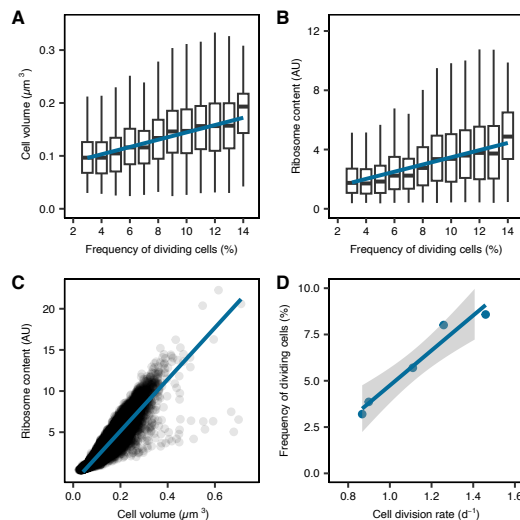 A
Cell volume (µm³)
0.3
0.2
0.1
0.0
2 4 6 8 10 12 14
Frequency of dividing cells (%)
B
Ribosome content (AU)
12
8
4
0
2 4 6 8 10 12 14
Frequency of dividing cells (%)
C
Ribosome content (AU)
20
15
10
5
0
0.0 0.2 0.4 0.6
Cell volume (µm³)
D
Frequency of dividing cells (%)
10.0
7.5
5.0
2.5
0.0
0.8 1.0 1.2 1.4 1.6
Cell division rate (d⁻¹)